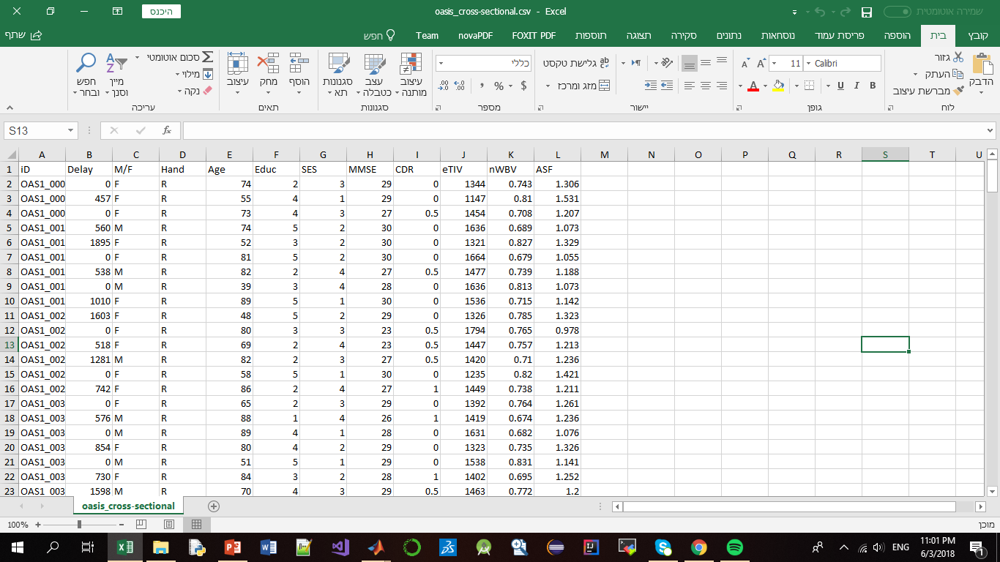 היכנס
oasis_cross-sectional.csv - Excel
שמירה אוטומטית
קובץ בית הוספה פריסת עמוד נוסחאות נתונים סקירה תצוגה תוספות FOXIT PDF novaPDF Team חפש שתף
הדבק גזור העתק מברשת עיצוב
Calibri 11
B I U
גלישת טקסט
מזג ומרכז
כללי
$ % ,
עיצוב מותנה
עצב כטבלה
סגנונות תא
הוסף מחק עיצוב
סכום אוטומטי
מילוי
נקה
מיין וסנן
חפש ובחר
לוח גופן יישור מספר סגנונות תאים עריכה
S13 fx
A B C D E F G H I J K L M N O P Q R S T U
1 iD Delay M/F Hand Age Educ SES MMSE CDR eTIV nWBV ASF
2 OAS1_000 0 F R 74 2 3 29 0 1344 0.743 1.306
3 OAS1_000 457 F R 55 4 1 29 0 1147 0.81 1.531
4 OAS1_000 0 F R 73 4 3 27 0.5 1454 0.708 1.207
5 OAS1_001 560 M R 74 5 2 30 0 1636 0.689 1.073
6 OAS1_001 1895 F R 52 3 2 30 0 1321 0.827 1.329
7 OAS1_001 0 F R 81 5 2 30 0 1664 0.679 1.055
8 OAS1_001 538 M R 82 2 4 27 0.5 1477 0.739 1.188
9 OAS1_001 0 M R 39 3 4 28 0 1636 0.813 1.073
10 OAS1_001 1010 F R 89 5 1 30 0 1536 0.715 1.142
11 OAS1_002 1603 F R 48 5 2 29 0 1326 0.785 1.323
12 OAS1_002 0 F R 80 3 3 23 0.5 1794 0.765 0.978
13 OAS1_002 518 F R 69 2 4 23 0.5 1447 0.757 1.213
14 OAS1_002 1281 M R 82 2 3 27 0.5 1420 0.71 1.236
15 OAS1_002 0 F R 58 5 1 30 0 1235 0.82 1.421
16 OAS1_002 742 F R 86 2 4 27 1 1449 0.738 1.211
17 OAS1_003 0 F R 65 2 3 29 0 1392 0.764 1.261
18 OAS1_003 576 M R 88 1 4 26 1 1419 0.674 1.236
19 OAS1_003 0 M R 89 4 1 28 0 1631 0.682 1.076
20 OAS1_003 854 F R 80 4 2 29 0 1323 0.735 1.326
21 OAS1_003 0 M R 51 5 1 29 0 1538 0.831 1.141
22 OAS1_003 730 F R 84 3 2 28 1 1402 0.695 1.252
23 OAS1_003 1598 M R 70 4 3 29 0.5 1463 0.772 1.2
oasis_cross-sectional
100%
מוכן
ENG
11:01 PM
6/3/2018
1